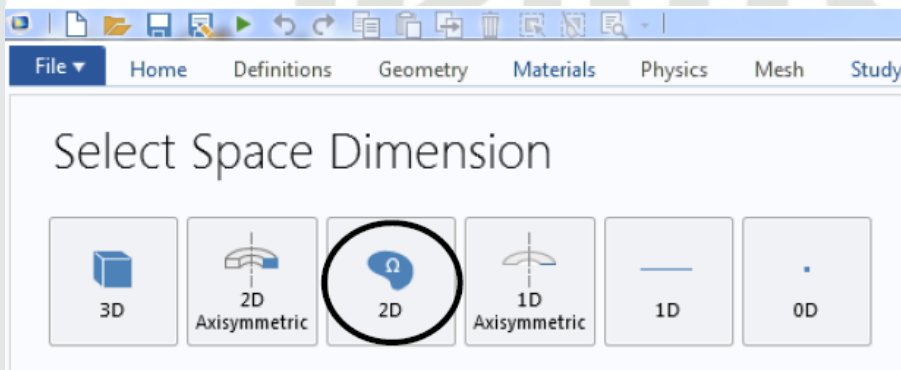 File Home Definitions Geometry Materials Physics Mesh Study
Select Space Dimension
3D
2D
Axisymmetric
Ω
2D
1D
Axisymmetric
1D
0D